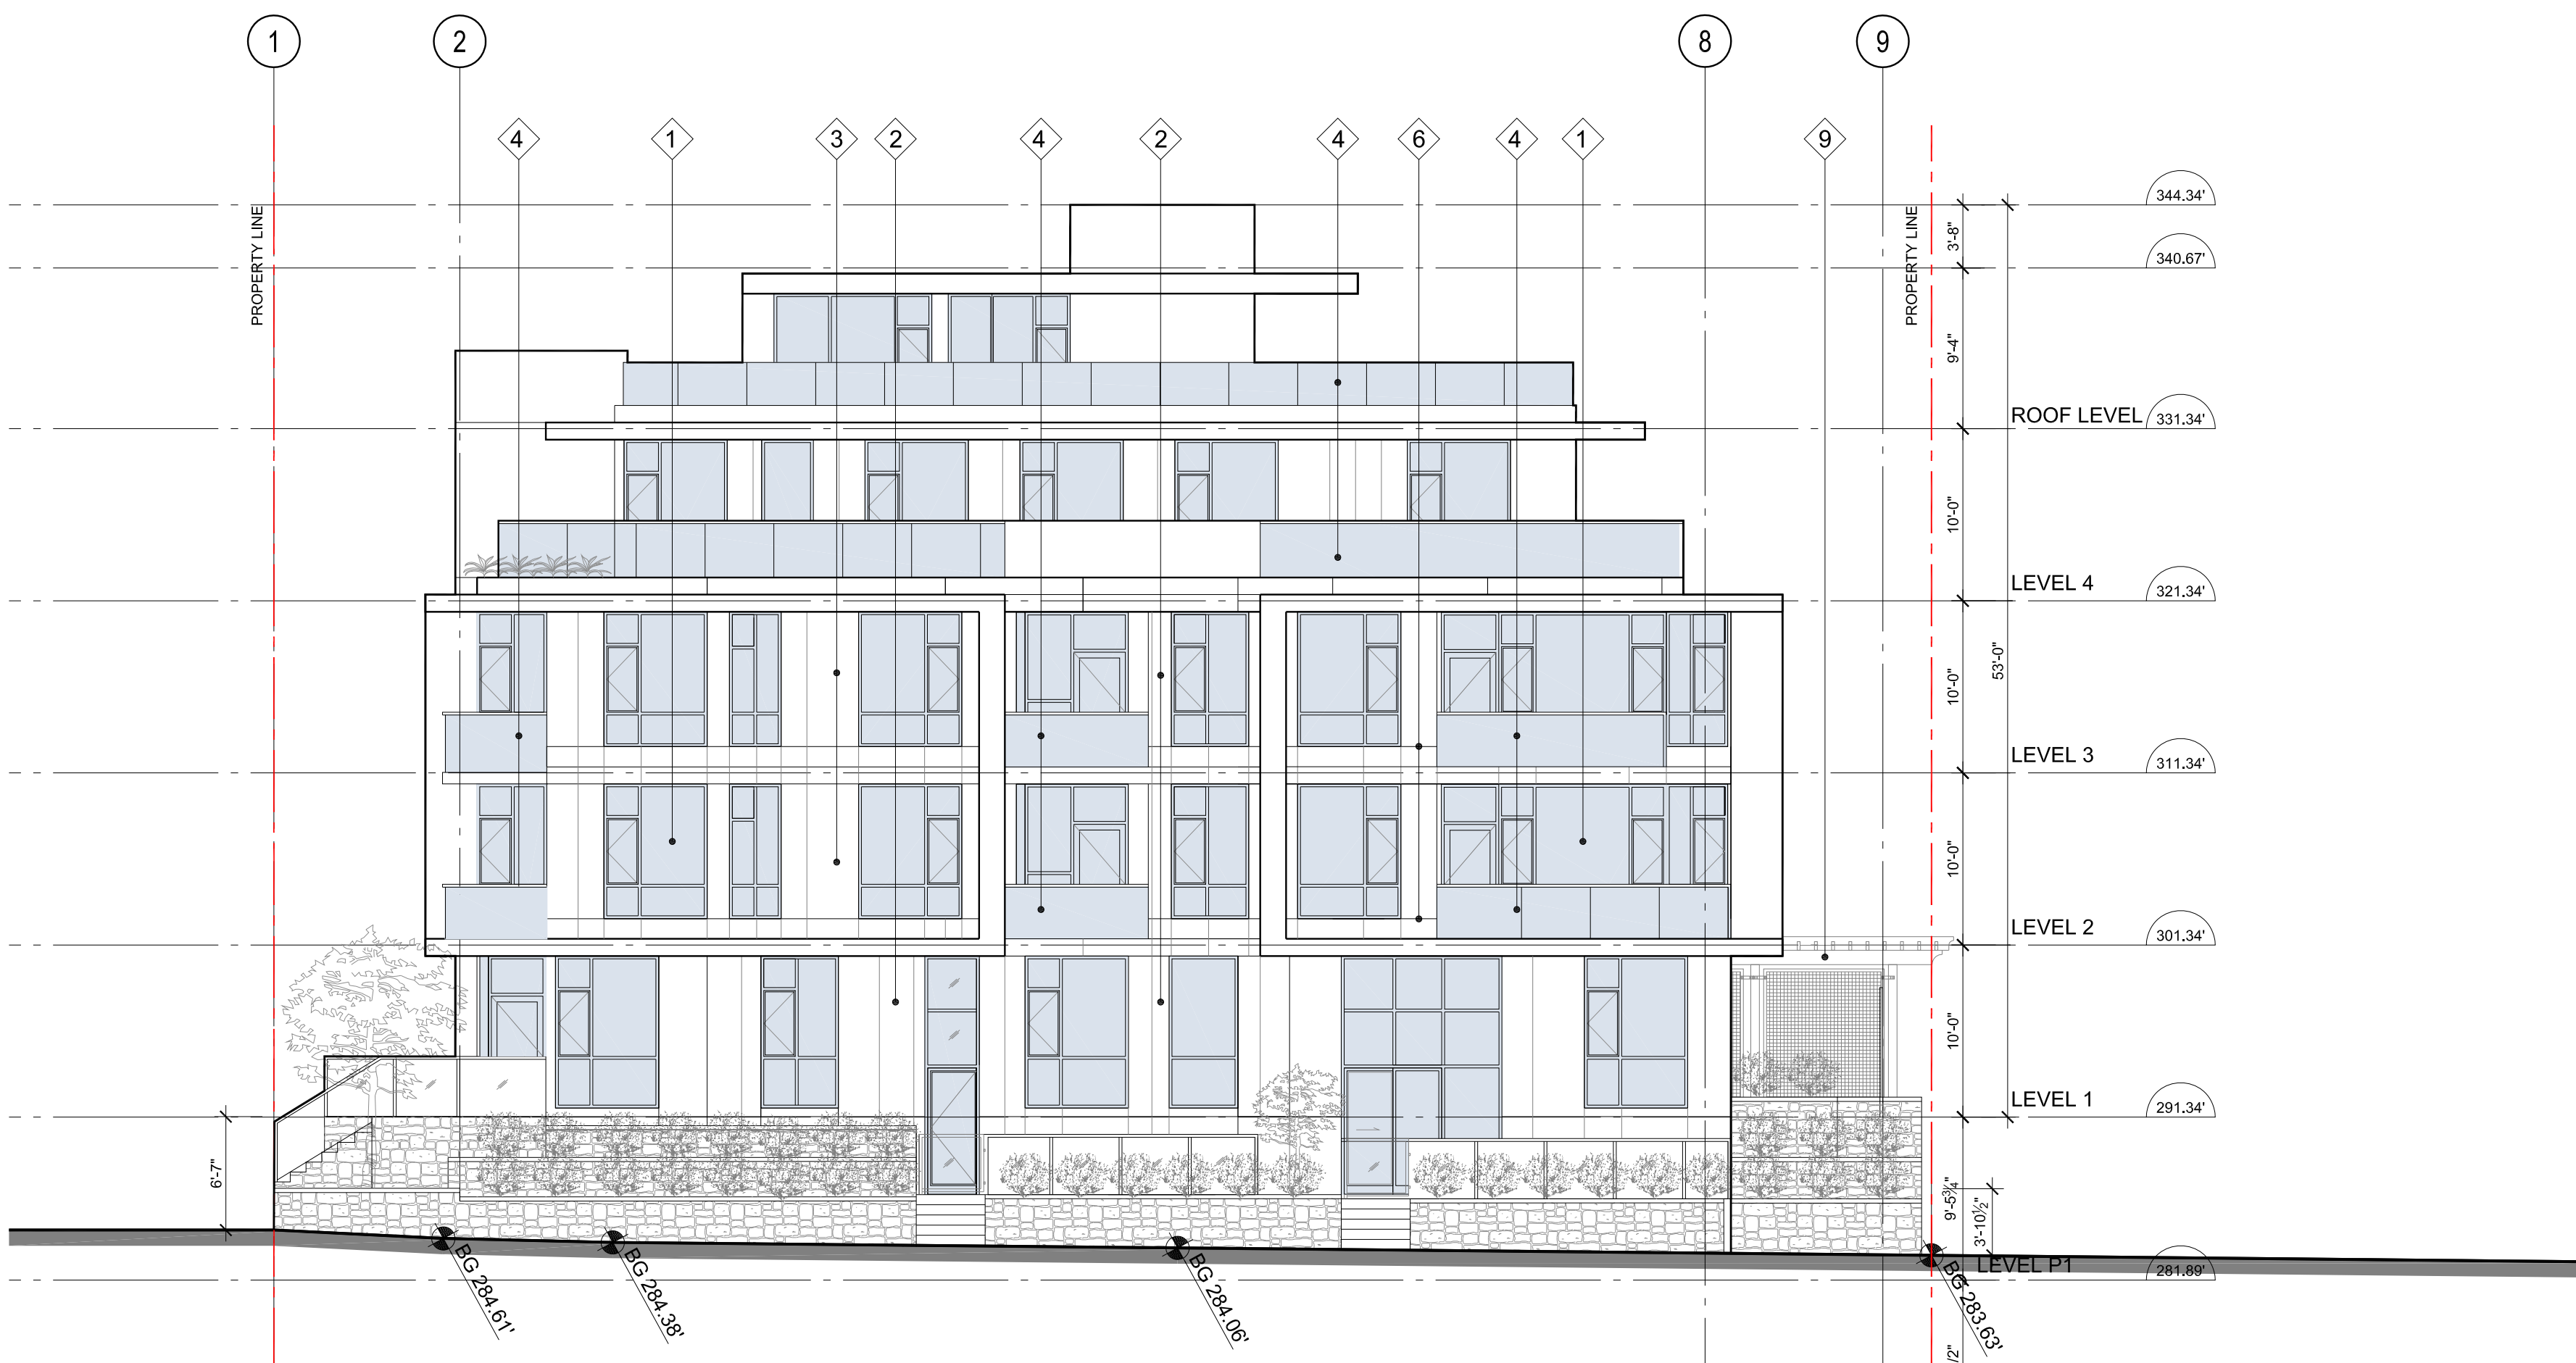 1 2 8 9
4 1 3 2 4 2 4 6 4 1 9
PROPERTY LINE
PROPERTY LINE
344.34'
3'-8"
340.67'
9'-4"
ROOF LEVEL 331.34'
10'-0"
LEVEL 4 321.34'
10'-0"
53'-0"
LEVEL 3 311.34'
10'-0"
LEVEL 2 301.34'
10'-0"
LEVEL 1 291.34'
6'-7"
9'-5¾"
3'-10½"
LEVEL P1 281.89'
BG 284.61'
BG 284.38'
BG 284.06'
BG 283.63'
/2"